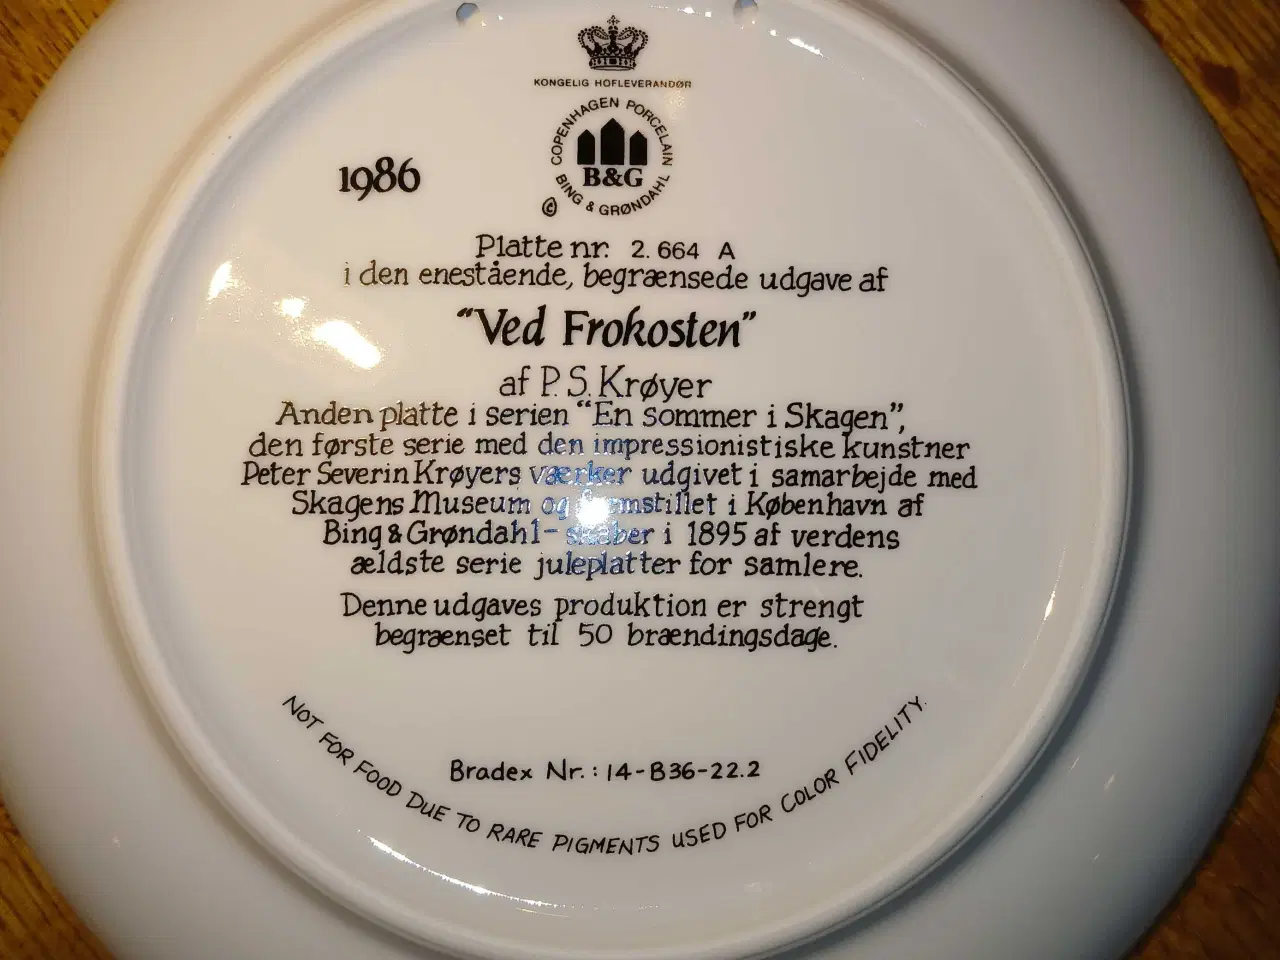 KONGELIG HOFLEVERANDØR
COPENHAGEN PORCELAIN
B&G
BING & GRØNDAHL
©
1986
Platte nr. 2.664 A
i den enestående, begrænsede udgave af
"Ved Frokosten"
af P.S. Krøyer
Anden platte i serien "En sommer i Skagen",
den første serie med den impressionistiske kunstner
Peter Severin Krøyers værker udgivet i samarbejde med
Skagens Museum og fremstillet i København af
Bing & Grøndahl - skaber i 1895 af verdens
ældste serie juleplatter for samlere.
Denne udgaves produktion er strengt
begrænset til 50 brændingsdage.
Bradex Nr.: 14-B36-22.2
NOT FOR FOOD DUE TO RARE PIGMENTS USED FOR COLOR FIDELITY.